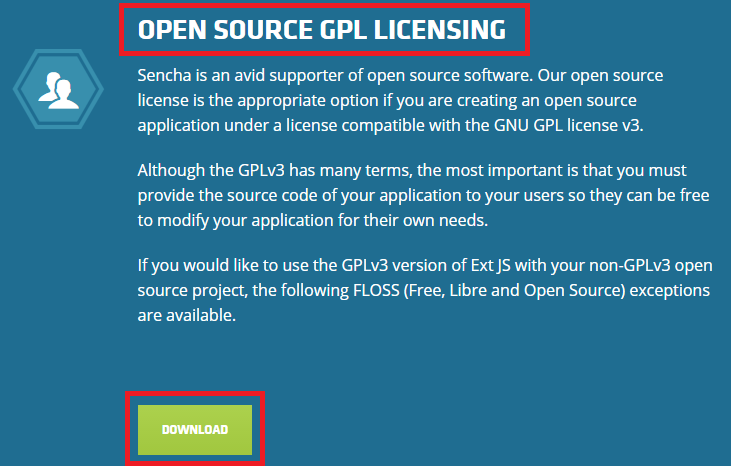 OPEN SOURCE GPL LICENSING
Sencha is an avid supporter of open source software. Our open source
license is the appropriate option if you are creating an open source
application under a license compatible with the GNU GPL license v3.
Although the GPLv3 has many terms, the most important is that you must
provide the source code of your application to your users so they can be free
to modify your application for their own needs.
If you would like to use the GPLv3 version of Ext JS with your non-GPLv3 open
source project, the following FLOSS (Free, Libre and Open Source) exceptions
are available.
DOWNLOAD